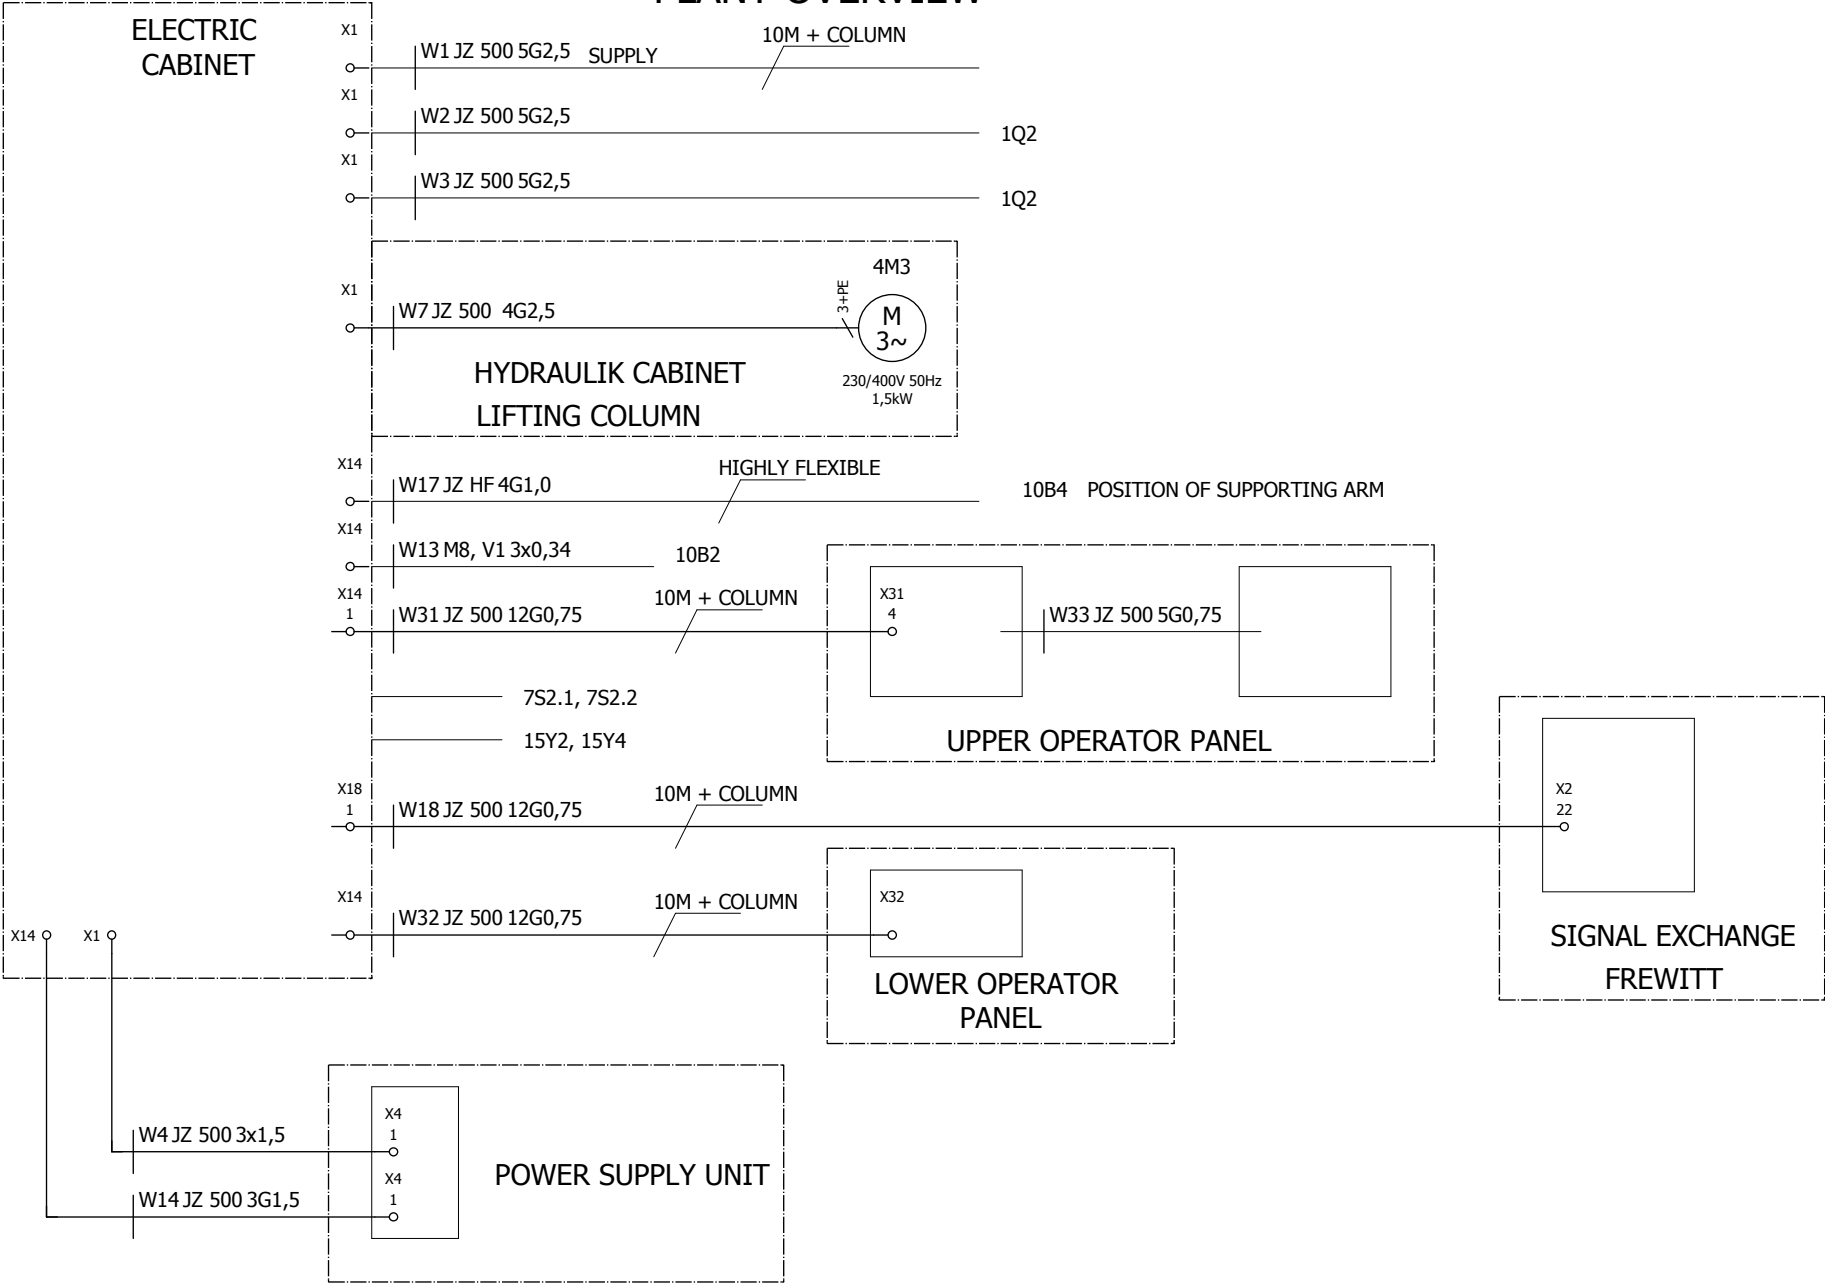 PLANT OVERVIEW
ELECTRIC
CABINET
X1
W1 JZ 500 5G2,5 SUPPLY
10M + COLUMN
X1
W2 JZ 500 5G2,5
1Q2
X1
W3 JZ 500 5G2,5
1Q2
X1
W7 JZ 500 4G2,5
3+PE
4M3
M
3~
230/400V 50Hz
1,5kW
HYDRAULIK CABINET
LIFTING COLUMN
X14
W17 JZ HF 4G1,0
HIGHLY FLEXIBLE
10B4 POSITION OF SUPPORTING ARM
X14
W13 M8, V1 3x0,34
10B2
X14
1
W31 JZ 500 12G0,75
10M + COLUMN
X31
4
W33 JZ 500 5G0,75
UPPER OPERATOR PANEL
7S2.1, 7S2.2
15Y2, 15Y4
X18
1
W18 JZ 500 12G0,75
10M + COLUMN
X2
22
SIGNAL EXCHANGE
FREWITT
X14
W32 JZ 500 12G0,75
10M + COLUMN
X32
LOWER OPERATOR
PANEL
X14
X1
W4 JZ 500 3x1,5
X4
1
W14 JZ 500 3G1,5
X4
1
POWER SUPPLY UNIT